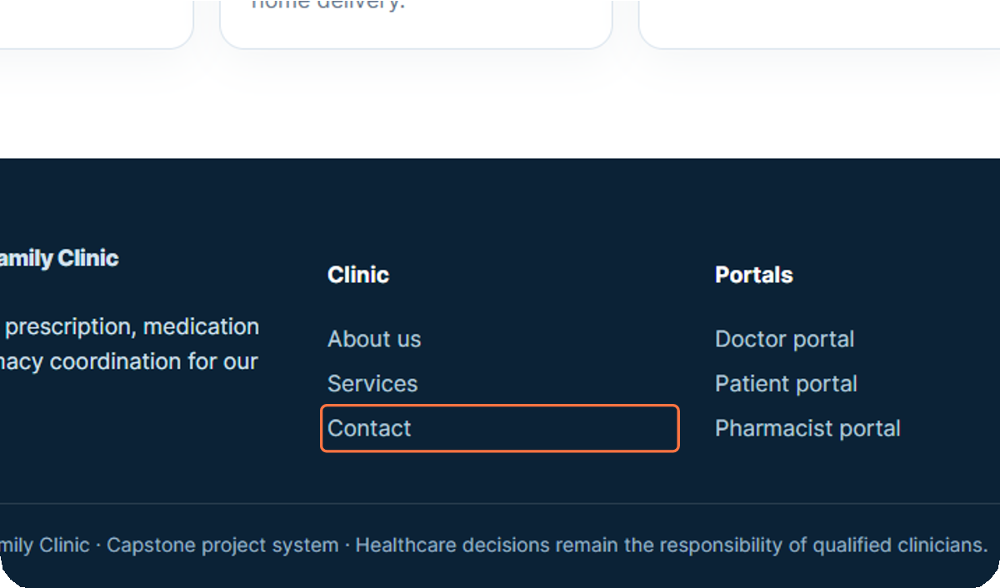 home delivery.
amily Clinic
prescription, medication
macy coordination for our
Clinic
About us
Services
Contact
Portals
Doctor portal
Patient portal
Pharmacist portal
mily Clinic · Capstone project system · Healthcare decisions remain the responsibility of qualified clinicians.